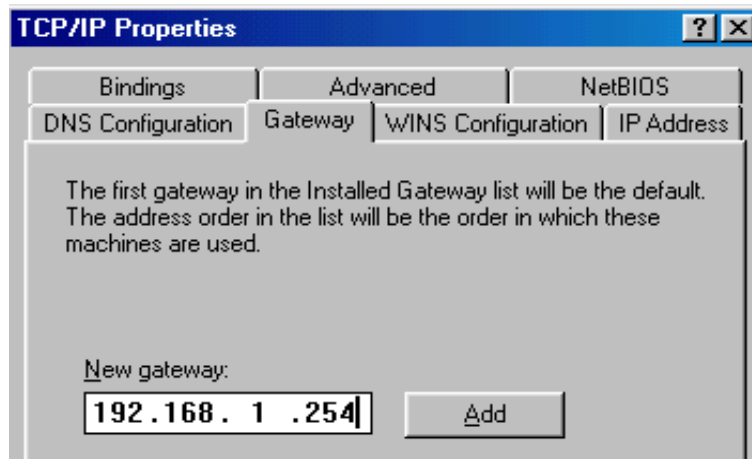 TCP/IP Properties
Bindings Advanced NetBIOS
DNS Configuration Gateway WINS Configuration IP Address
The first gateway in the Installed Gateway list will be the default.
The address order in the list will be the order in which these
machines are used.
New gateway:
192.168. 1 .254 Add